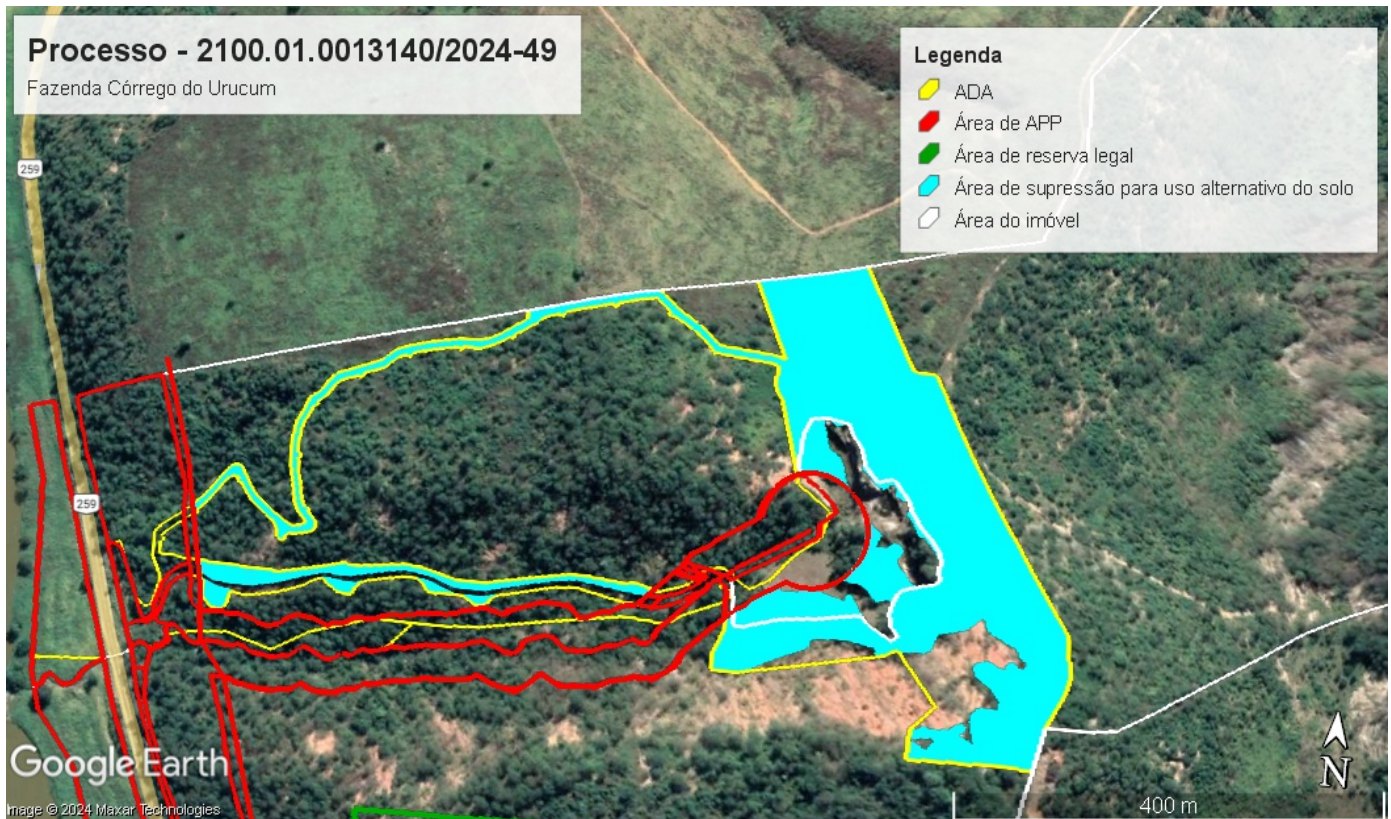 Processo - 2100.01.0013140/2024-49
Fazenda Córrego do Urucum
Legenda
ADA
Área de APP
Área de reserva legal
Área de supressão para uso alternativo do solo
Área do imóvel
259
259
Google Earth
Image © 2024 Maxar Technologies
400 m
N